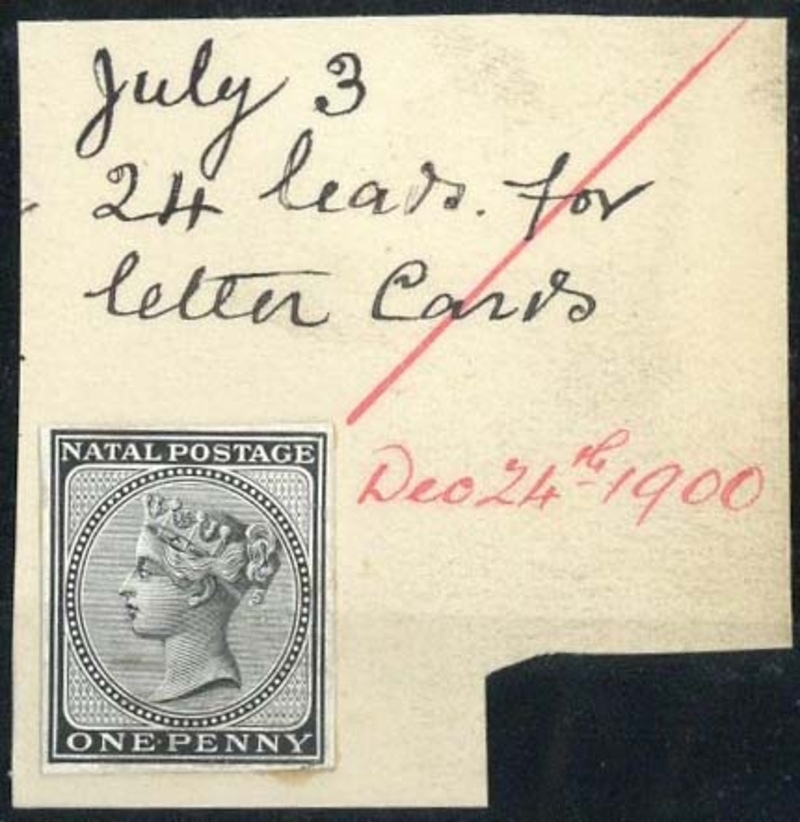 July 3
24 leads. for
letter Cards
Dec 24th 1900
NATAL POSTAGE
ONE·PENNY